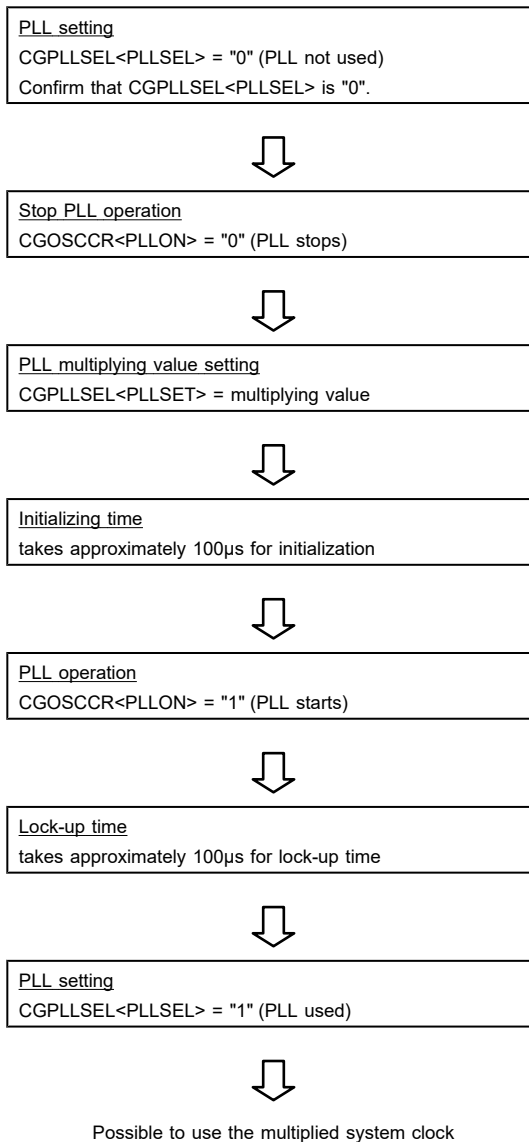 PLL setting
CGPLLSEL<PLLSEL> = "0" (PLL not used)
Confirm that CGPLLSEL<PLLSEL> is "0".
Stop PLL operation
CGOSCCR<PLLON> = "0" (PLL stops)
PLL multiplying value setting
CGPLLSEL<PLLSET> = multiplying value
Initializing time
takes approximately 100μs for initialization
PLL operation
CGOSCCR<PLLON> = "1" (PLL starts)
Lock-up time
takes approximately 100μs for lock-up time
PLL setting
CGPLLSEL<PLLSEL> = "1" (PLL used)
Possible to use the multiplied system clock